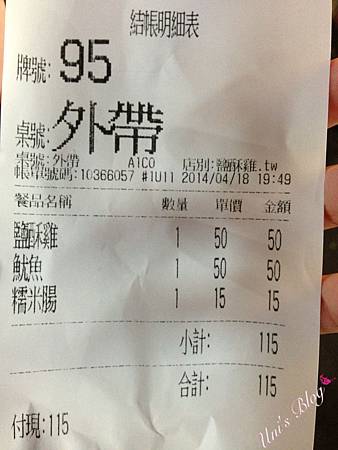 結帳明細表
牌號: 95
桌號: 外帶
桌號:外帶 A1CO 店別:鹽酥雞.tw
帳單號碼:10366057 #1U11 2014/04/18 19:49
餐品名稱 數量 單價 金額
鹽酥雞 1 50 50
魷魚 1 50 50
糯米腸 1 15 15
小計: 115
合計: 115
付現:115
Uni's Blog